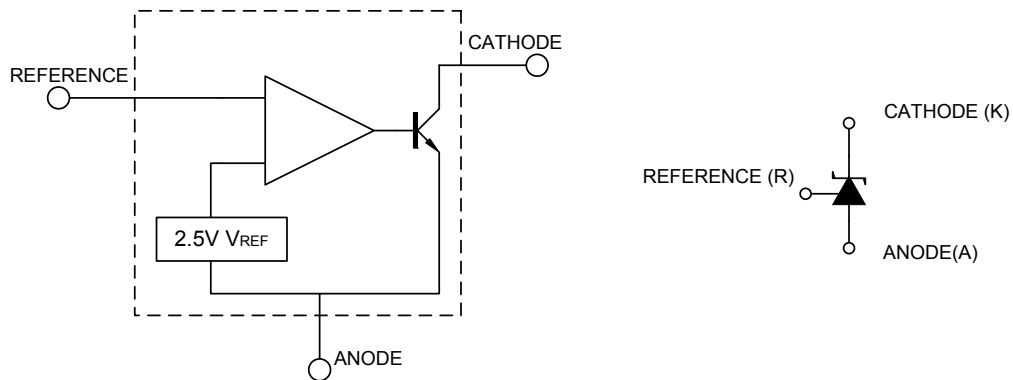 CATHODE
REFERENCE
2.5V VREF
ANODE
CATHODE (K)
REFERENCE (R)
ANODE(A)